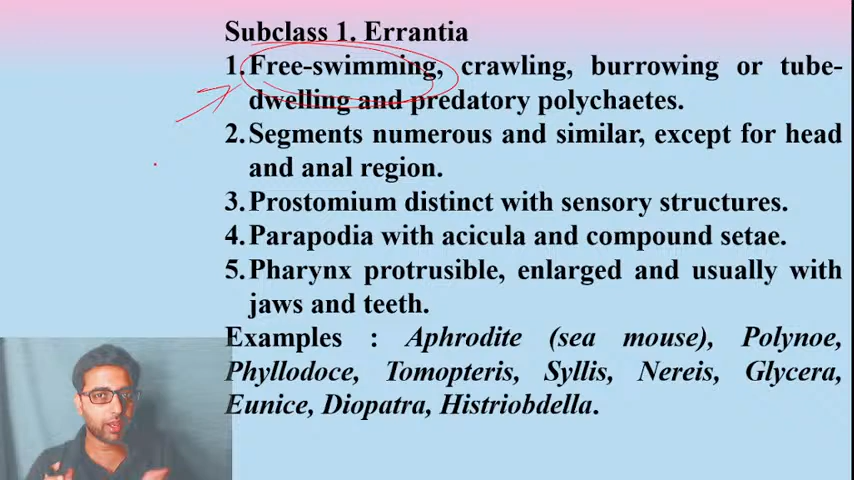 Subclass 1. Errantia
1. Free-swimming, crawling, burrowing or tube-
dwelling and predatory polychaetes.
2. Segments numerous and similar, except for head
and anal region.
3. Prostomium distinct with sensory structures.
4. Parapodia with acicula and compound setae.
5. Pharynx protrusible, enlarged and usually with
jaws and teeth.
Examples : Aphrodite (sea mouse), Polynoe,
Phyllodoce, Tomopteris, Syllis, Nereis, Glycera,
Eunice, Diopatra, Histriobdella.